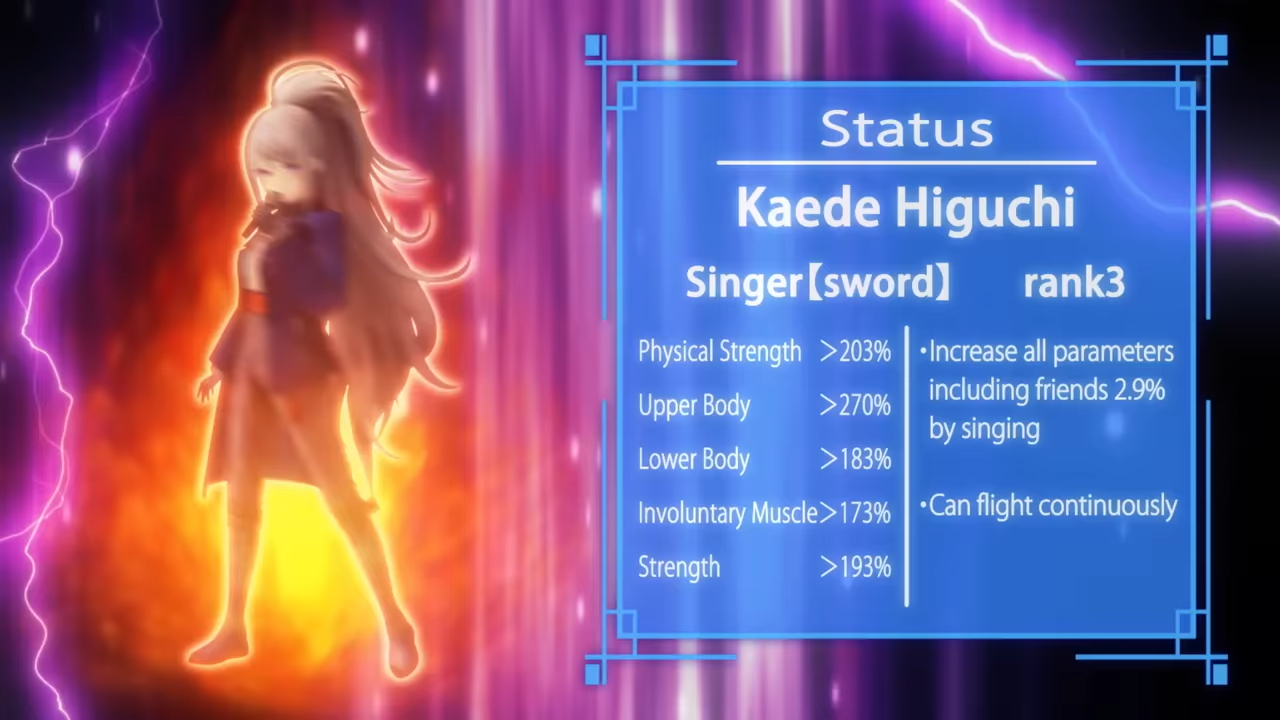 Status
Kaede Higuchi
Singer【sword】 rank3
Physical Strength >203%
Upper Body >270%
Lower Body >183%
Involuntary Muscle>173%
Strength >193%
・Increase all parameters
including friends 2.9%
by singing
・Can flight continuously